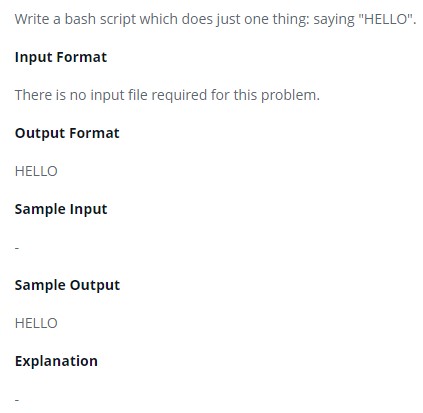 Write a bash script which does just one thing: saying "HELLO".
Input Format
There is no input file required for this problem.
Output Format
HELLO
Sample Input
-
Sample Output
HELLO
Explanation
-